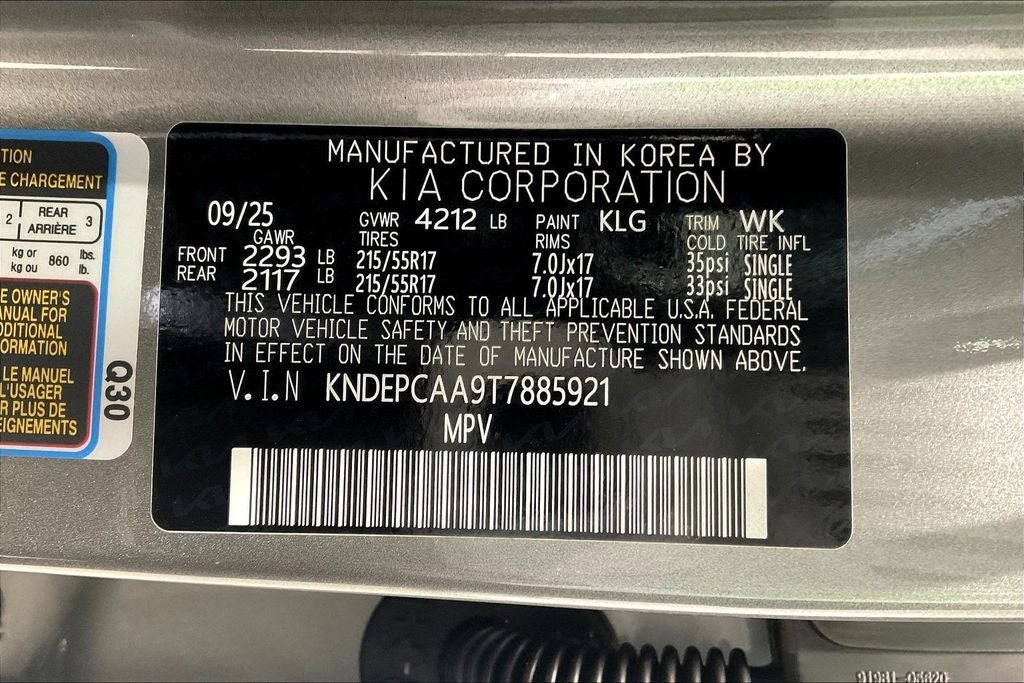 TION
E CHARGEMENT
2 REAR ARRIÈRE 3
kg or kg ou 860 lbs. lb.
E OWNER'S
ANUAL FOR
DDITIONAL
ORMATION
LE MANUEL
L'USAGER
R PLUS DE
EIGNEMENTS
Q30
MANUFACTURED IN KOREA BY
KIA CORPORATION
09/25 GVWR 4212 LB PAINT KLG TRIM WK
GAWR TIRES RIMS COLD TIRE INFL
FRONT 2293 LB 215/55R17 7.0Jx17 35psi SINGLE
REAR 2117 LB 215/55R17 7.0Jx17 33psi SINGLE
THIS VEHICLE CONFORMS TO ALL APPLICABLE U.S.A. FEDERAL
MOTOR VEHICLE SAFETY AND THEFT PREVENTION STANDARDS
IN EFFECT ON THE DATE OF MANUFACTURE SHOWN ABOVE.
V.I.N KNDEPCAA9T7885921
MPV